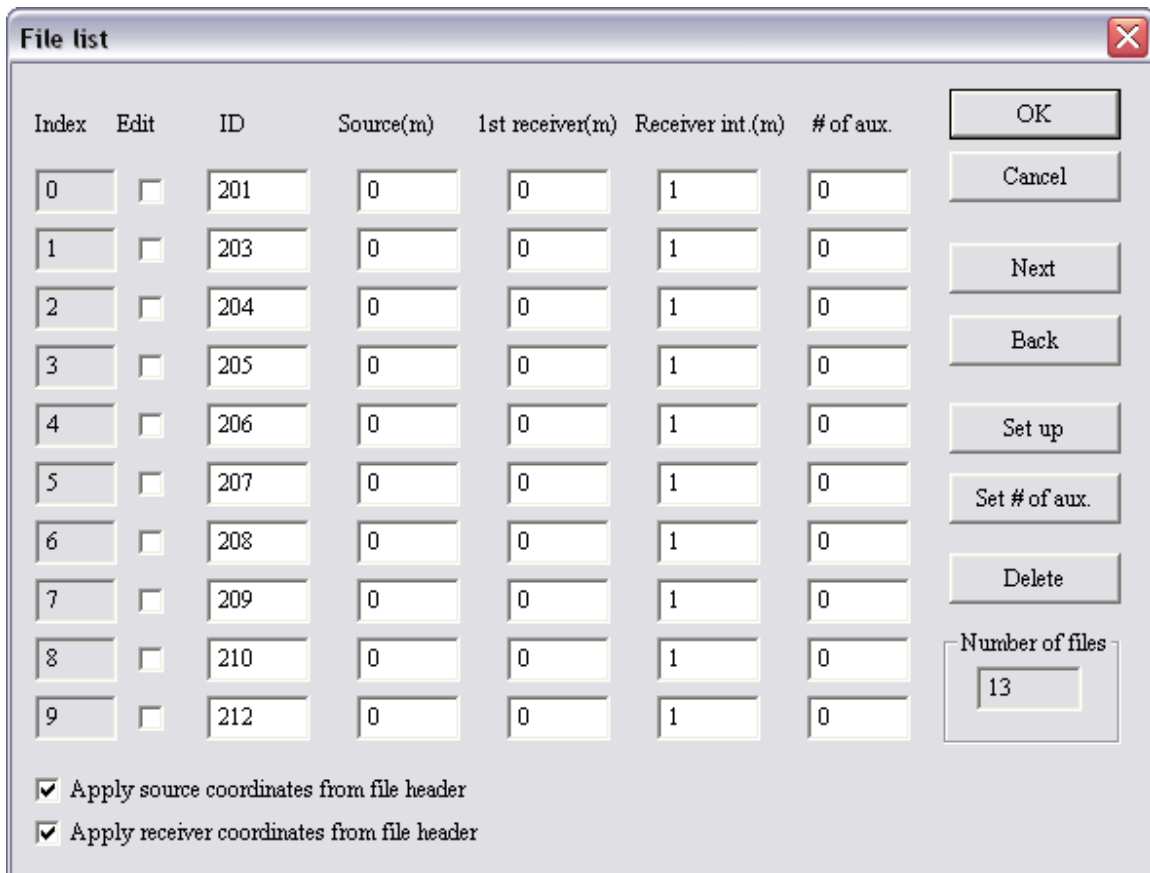 File list
Index Edit ID Source(m) 1st receiver(m) Receiver int.(m) # of aux.
0 201 0 0 1 0
1 203 0 0 1 0
2 204 0 0 1 0
3 205 0 0 1 0
4 206 0 0 1 0
5 207 0 0 1 0
6 208 0 0 1 0
7 209 0 0 1 0
8 210 0 0 1 0
9 212 0 0 1 0
Apply source coordinates from file header
Apply receiver coordinates from file header
OK
Cancel
Next
Back
Set up
Set # of aux.
Delete
Number of files
13